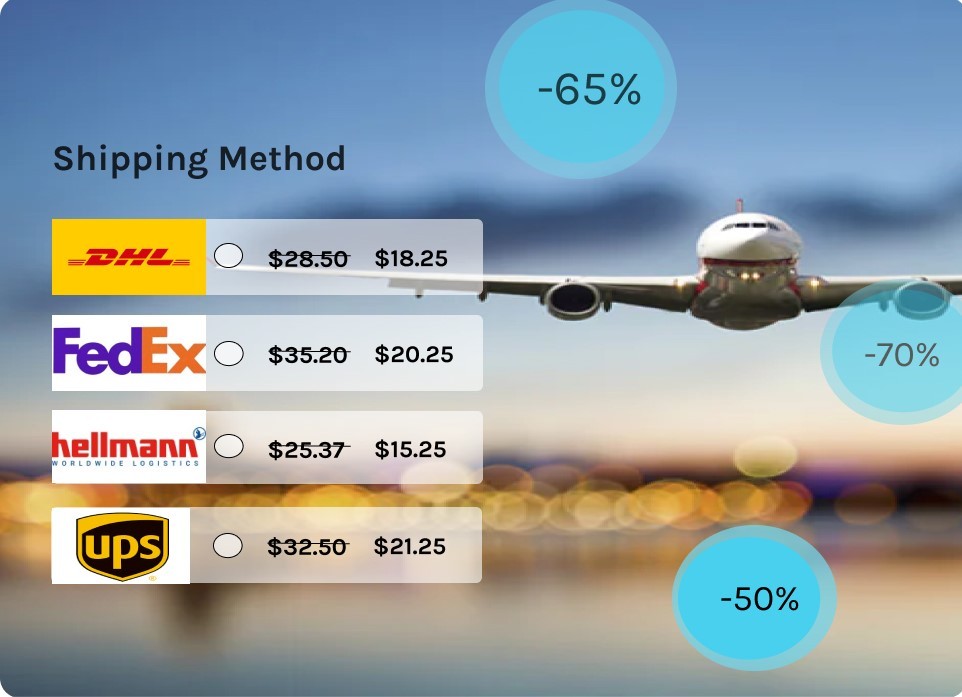 -65%
Shipping Method
DHL $28.50 $18.25
FedEx $35.20 $20.25
-70%
hellmann
WORLDWIDE LOGISTICS
$25.37 $15.25
ups $32.50 $21.25
-50%